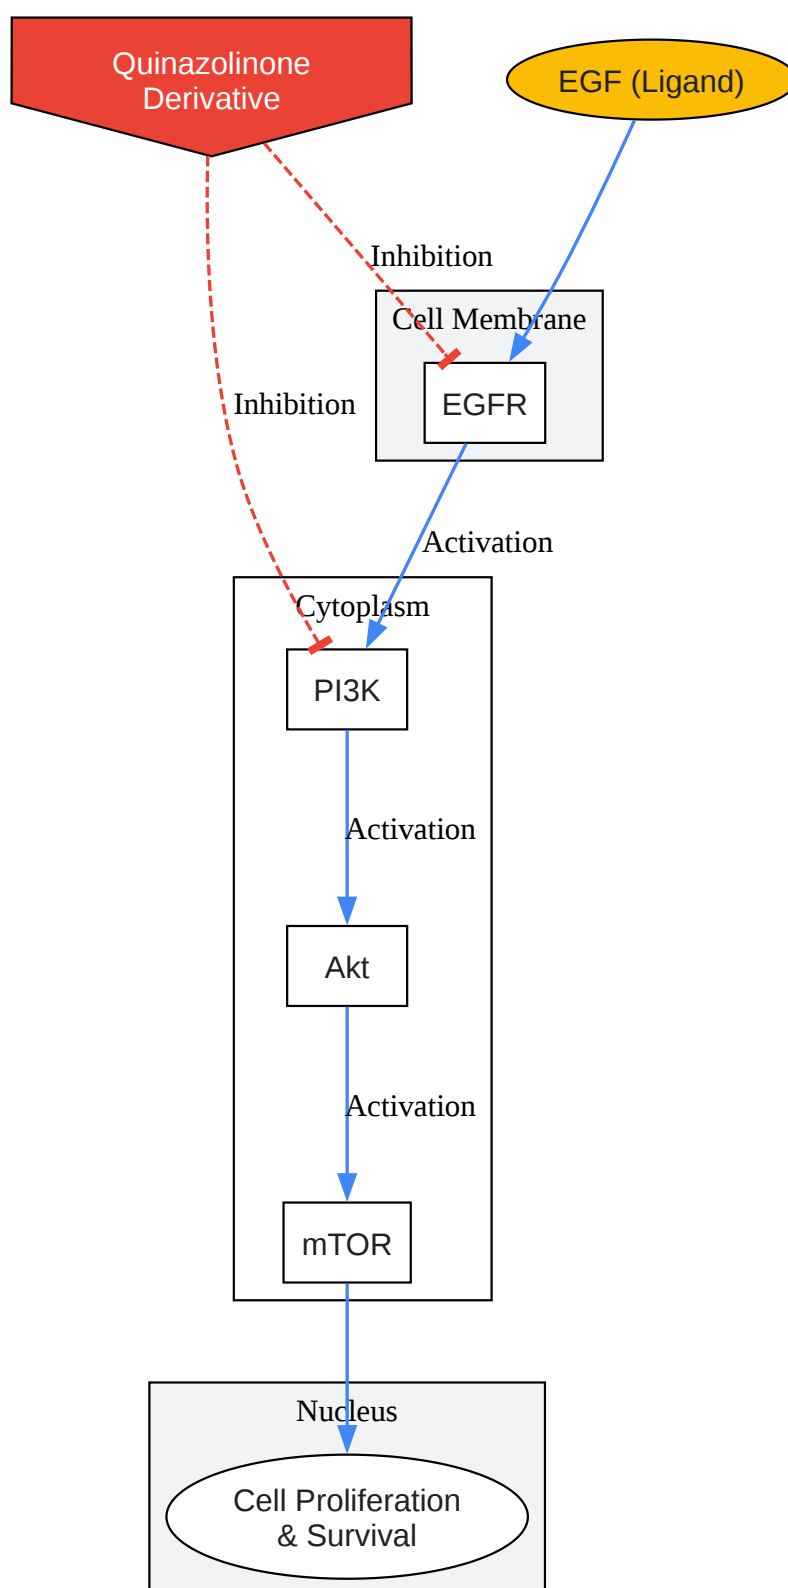 Quinazolinone
Derivative
EGF (Ligand)
Inhibition
Cell Membrane
EGFR
Inhibition
Activation
Cytoplasm
PI3K
Activation
Akt
Activation
mTOR
Nucleus
Cell Proliferation
& Survival